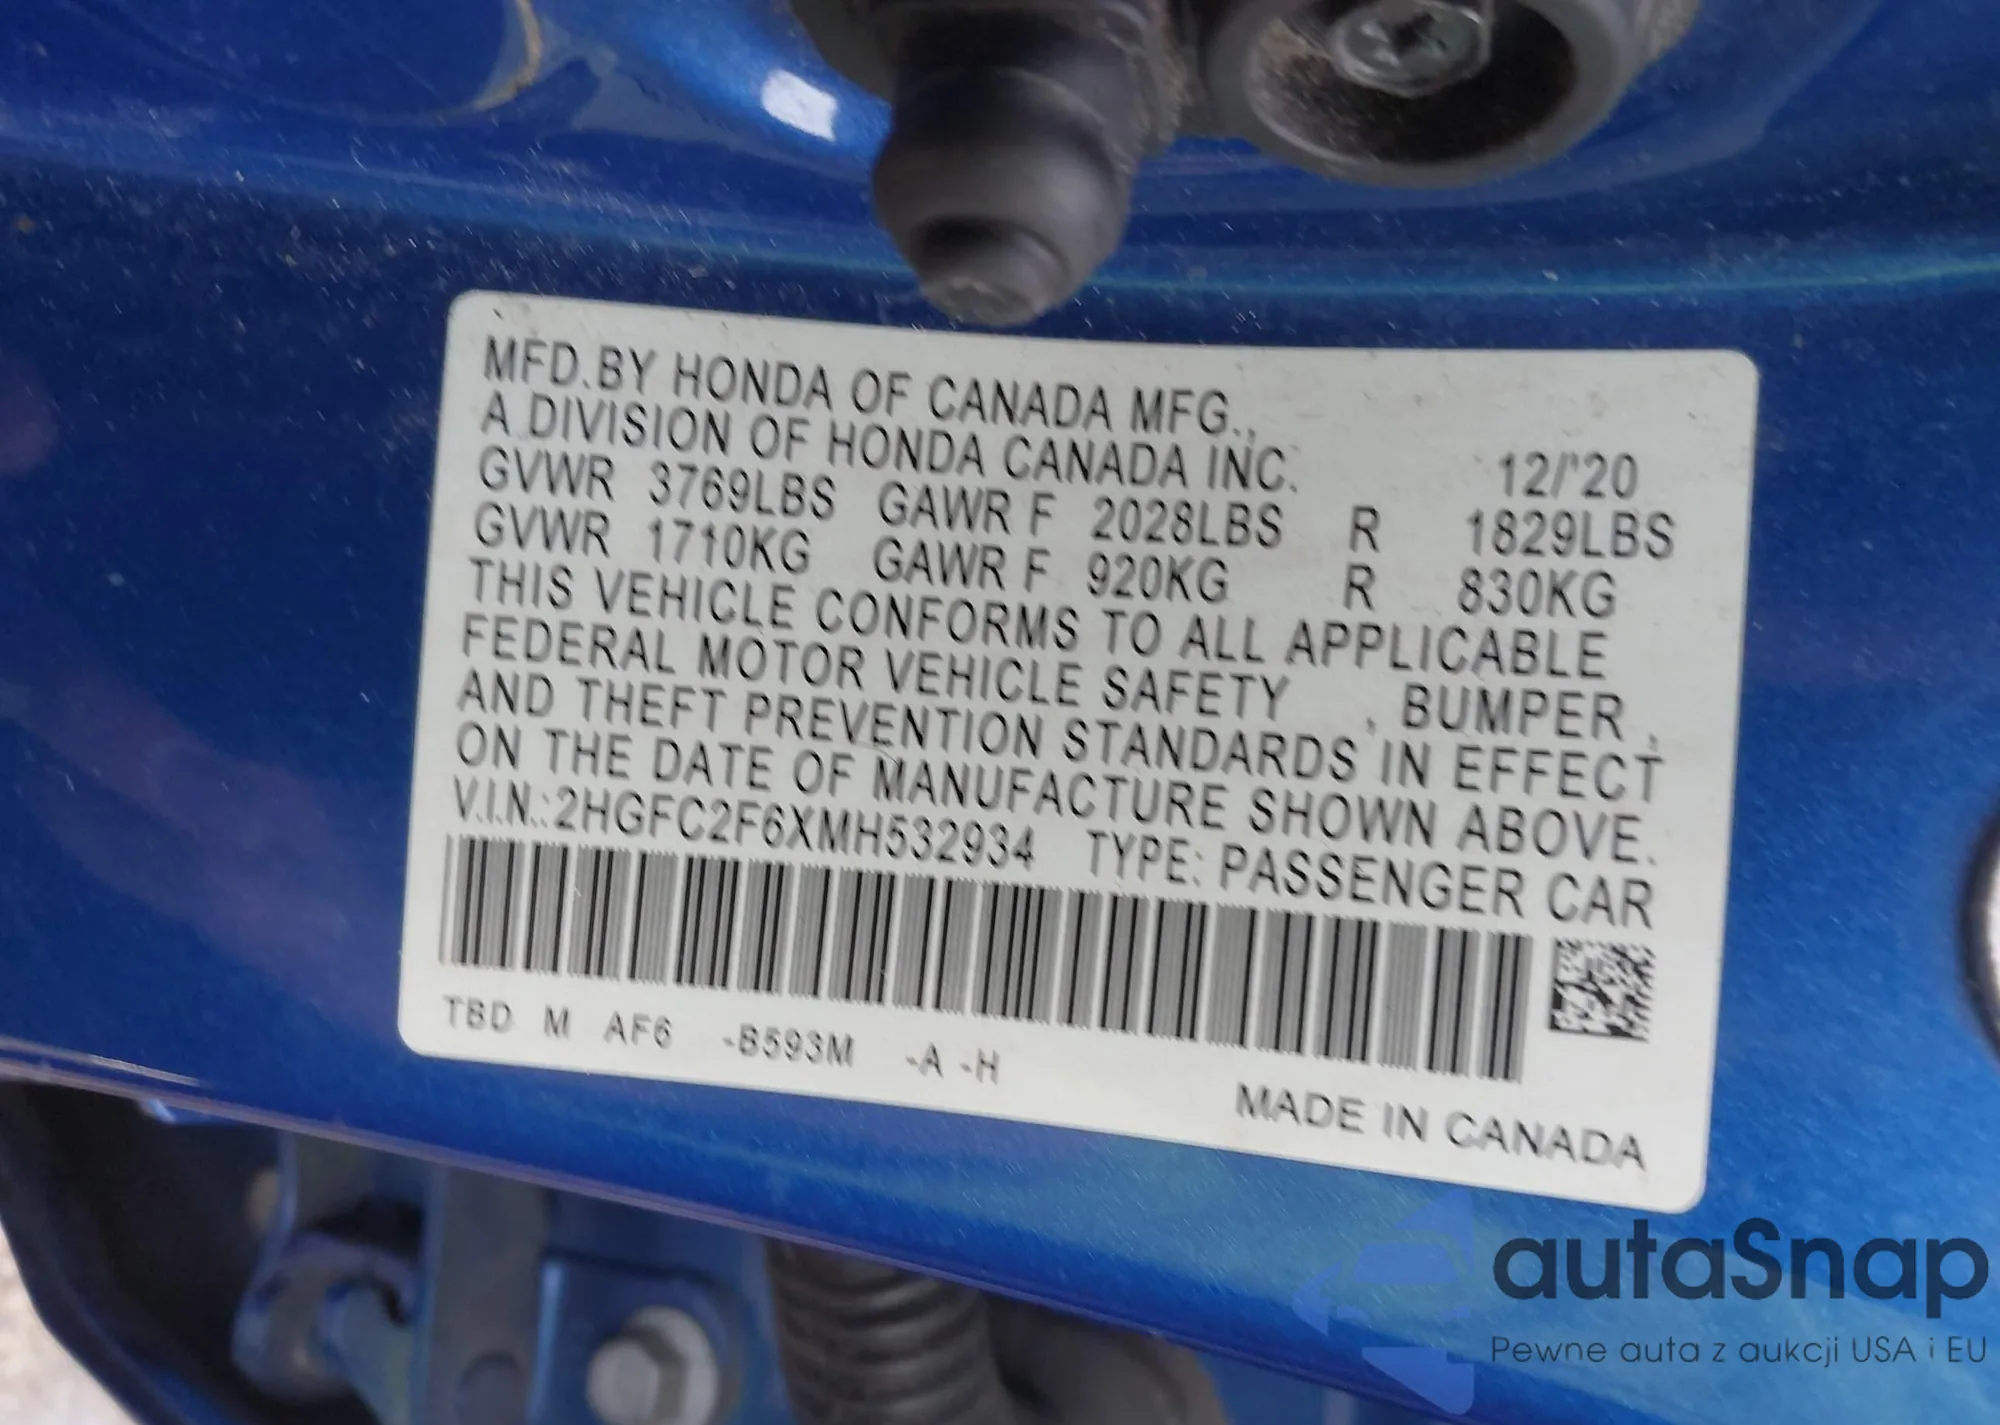 MFD.BY HONDA OF CANADA MFG.,
A DIVISION OF HONDA CANADA INC. 12/'20
GVWR 3769LBS GAWR F 2028LBS R 1829LBS
GVWR 1710KG GAWR F 920KG R 830KG
THIS VEHICLE CONFORMS TO ALL APPLICABLE
FEDERAL MOTOR VEHICLE SAFETY , BUMPER ,
AND THEFT PREVENTION STANDARDS IN EFFECT
ON THE DATE OF MANUFACTURE SHOWN ABOVE.
V.I.N.:2HGFC2F6XMH532934 TYPE: PASSENGER CAR
TBD M AF6 -B593M -A -H
MADE IN CANADA
autaSnap
Pewne auta z aukcji USA i EU